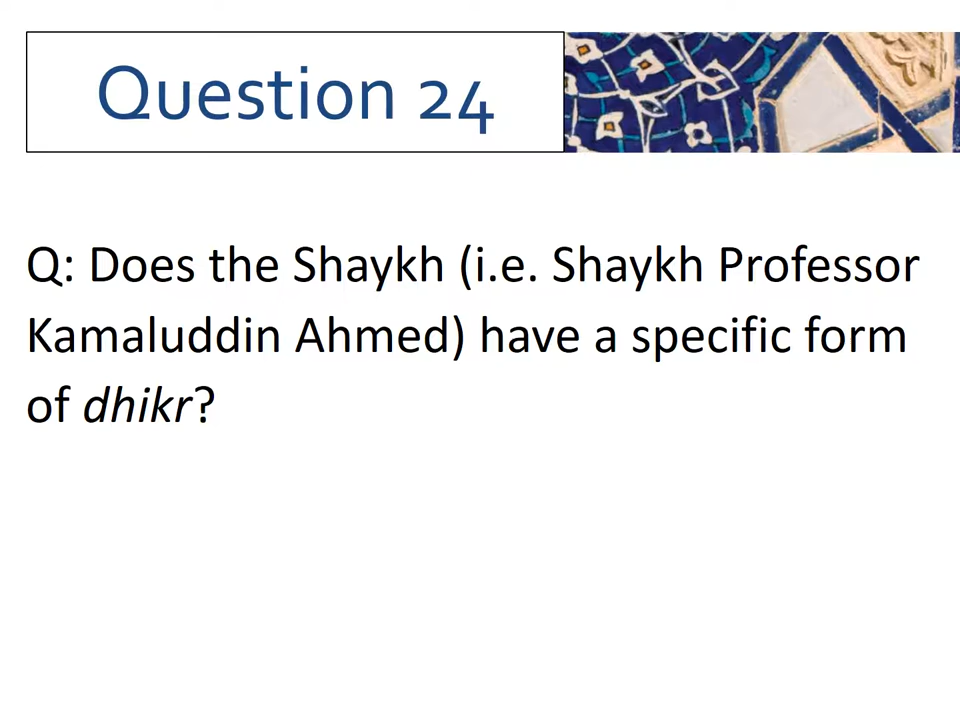 Question 24
Q: Does the Shaykh (i.e. Shaykh Professor
Kamaluddin Ahmed) have a specific form
of dhikr?